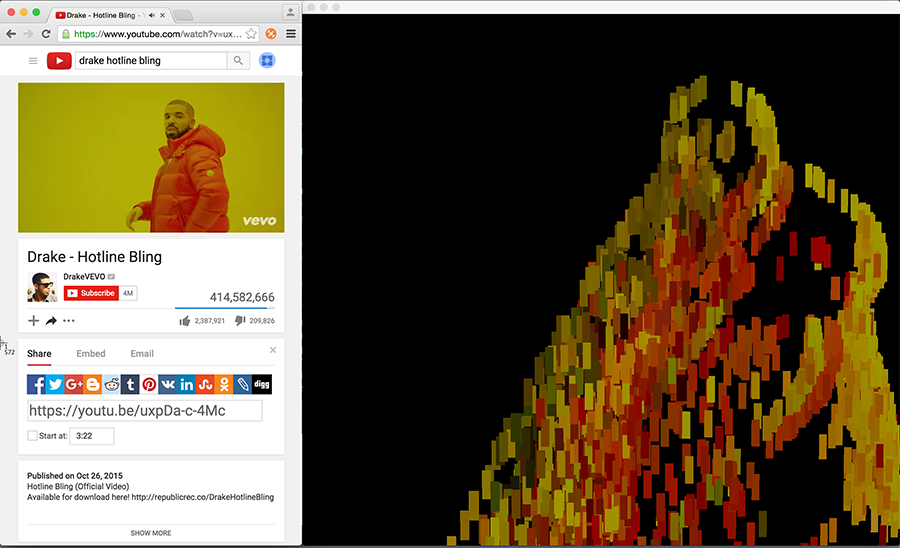 Drake - Hotline Bling -
https://www.youtube.com/watch?v=ux...
drake hotline bling
vevo
Drake - Hotline Bling
DrakeVEVO
Subscribe 4M
414,582,666
2,387,921 209,826
572
Share Embed Email
digg
https://youtu.be/uxpDa-c-4Mc
Start at: 3:22
Published on Oct 26, 2015
Hotline Bling (Official Video)
Available for download here! http://republicrec.co/DrakeHotlineBling
SHOW MORE